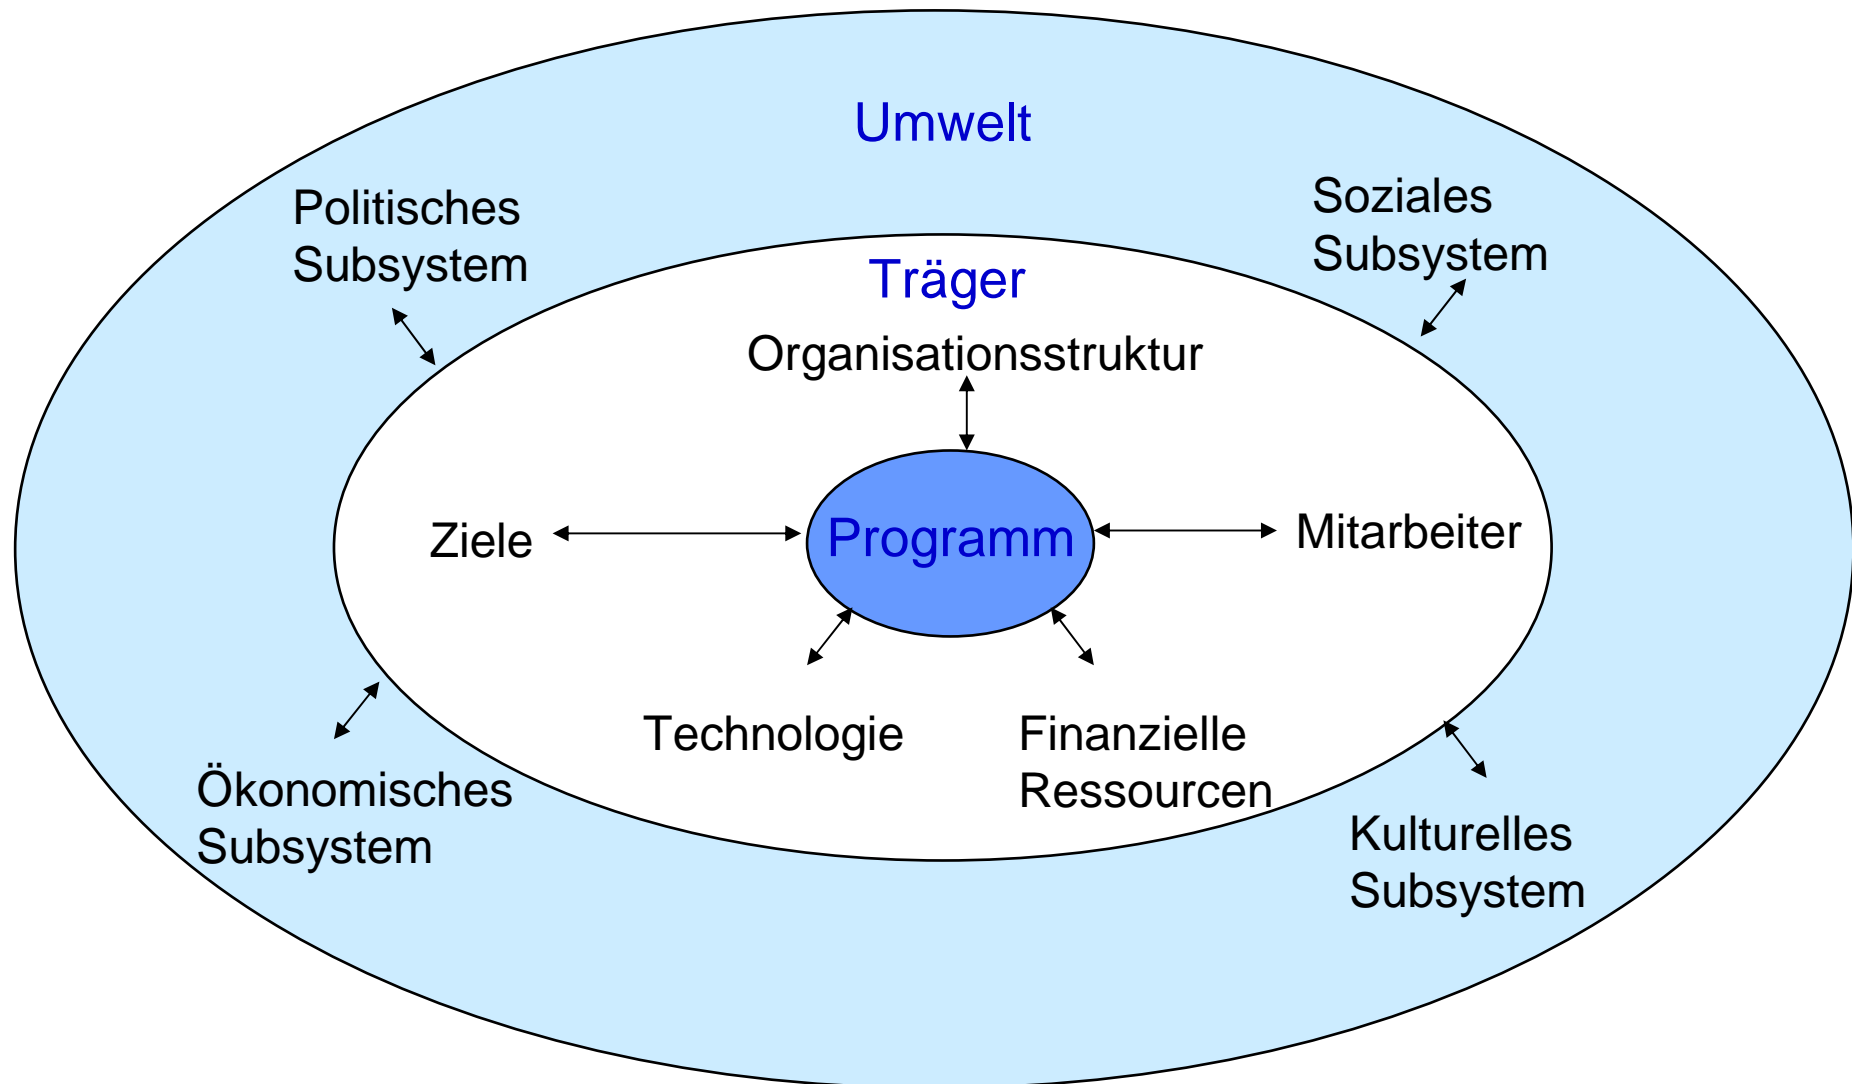 Umwelt
Politisches
Subsystem
Soziales
Subsystem
Träger
Organisationsstruktur
Ziele
Programm
Mitarbeiter
Technologie
Finanzielle
Ressourcen
Ökonomisches
Subsystem
Kulturelles
Subsystem